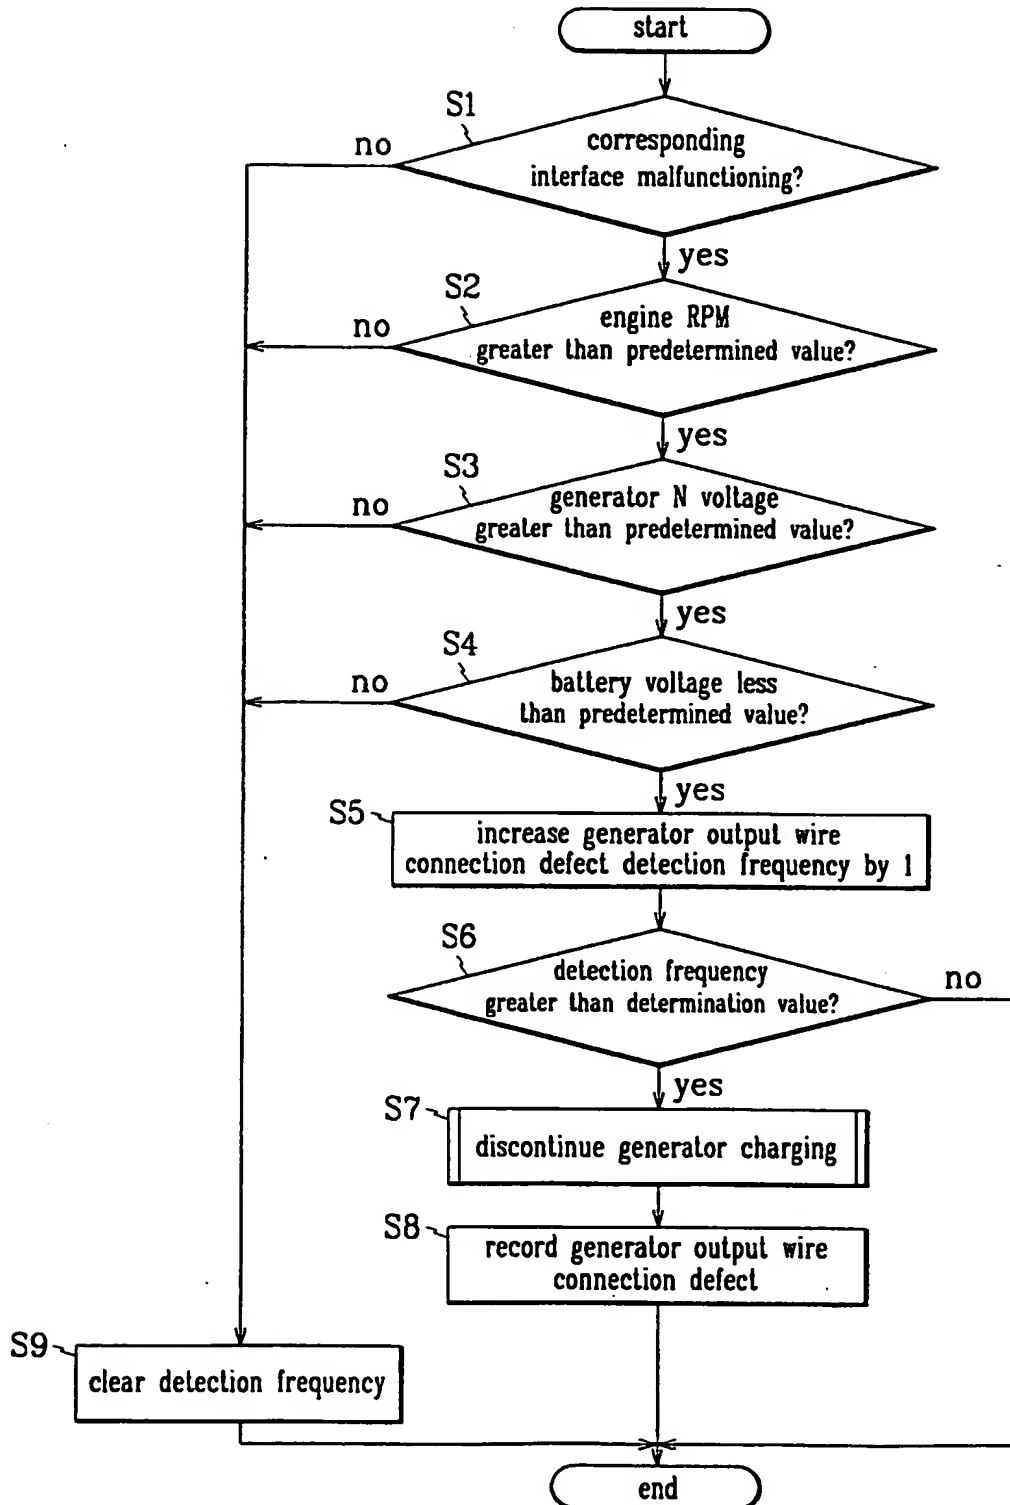 start
S1
no
corresponding
interface malfunctioning?
yes
S2
no
engine RPM
greater than predetermined value?
yes
S3
no
generator N voltage
greater than predetermined value?
yes
S4
no
battery voltage less
than predetermined value?
yes
S5
increase generator output wire
connection defect detection frequency by 1
S6
detection frequency
greater than determination value?
no
yes
S7
discontinue generator charging
S8
record generator output wire
connection defect
S9
clear detection frequency
end